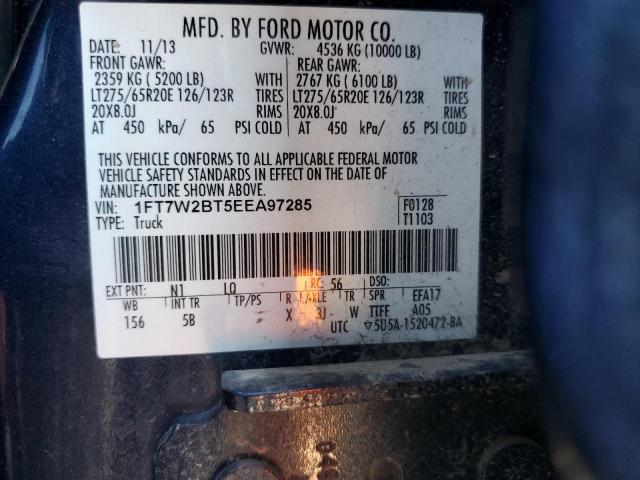 MFD. BY FORD MOTOR CO.
DATE: 11/13 GVWR: 4536 KG (10000 LB)
FRONT GAWR: REAR GAWR:
2359 KG ( 5200 LB) WITH 2767 KG ( 6100 LB) WITH
LT275/65R20E 126/123R TIRES LT275/65R20E 126/123R TIRES
20X8.0J RIMS 20X8.0J RIMS
AT 450 kPa/ 65 PSI COLD AT 450 kPa/ 65 PSI COLD
THIS VEHICLE CONFORMS TO ALL APPLICABLE FEDERAL MOTOR
VEHICLE SAFETY STANDARDS IN EFFECT ON THE DATE OF
MANUFACTURE SHOWN ABOVE.
VIN: 1FT7W2BT5EEA97285 F0128
TYPE: Truck T1103
EXT PNT: N1 LQ RC: 56 DSO:
WB INT TR TP/PS R AXLE TR SPR EFA17
156 5B X W TTFF A05
UTC ▽5U5A-1520472-BA